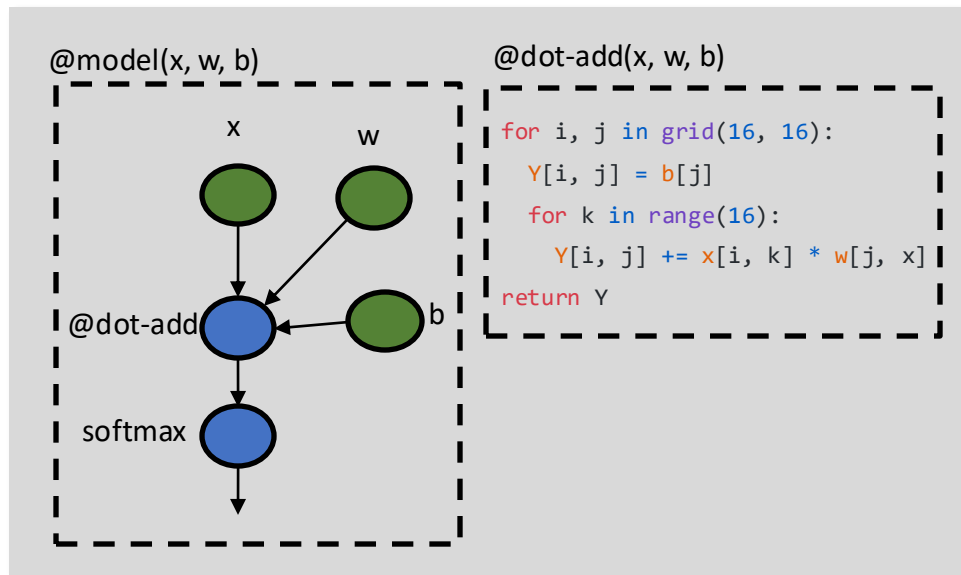 @model(x, w, b)
x
w
@dot-add
b
softmax
@dot-add(x, w, b)
for i, j in grid(16, 16):
Y[i, j] = b[j]
for k in range(16):
Y[i, j] += x[i, k] * w[j, x]
return Y